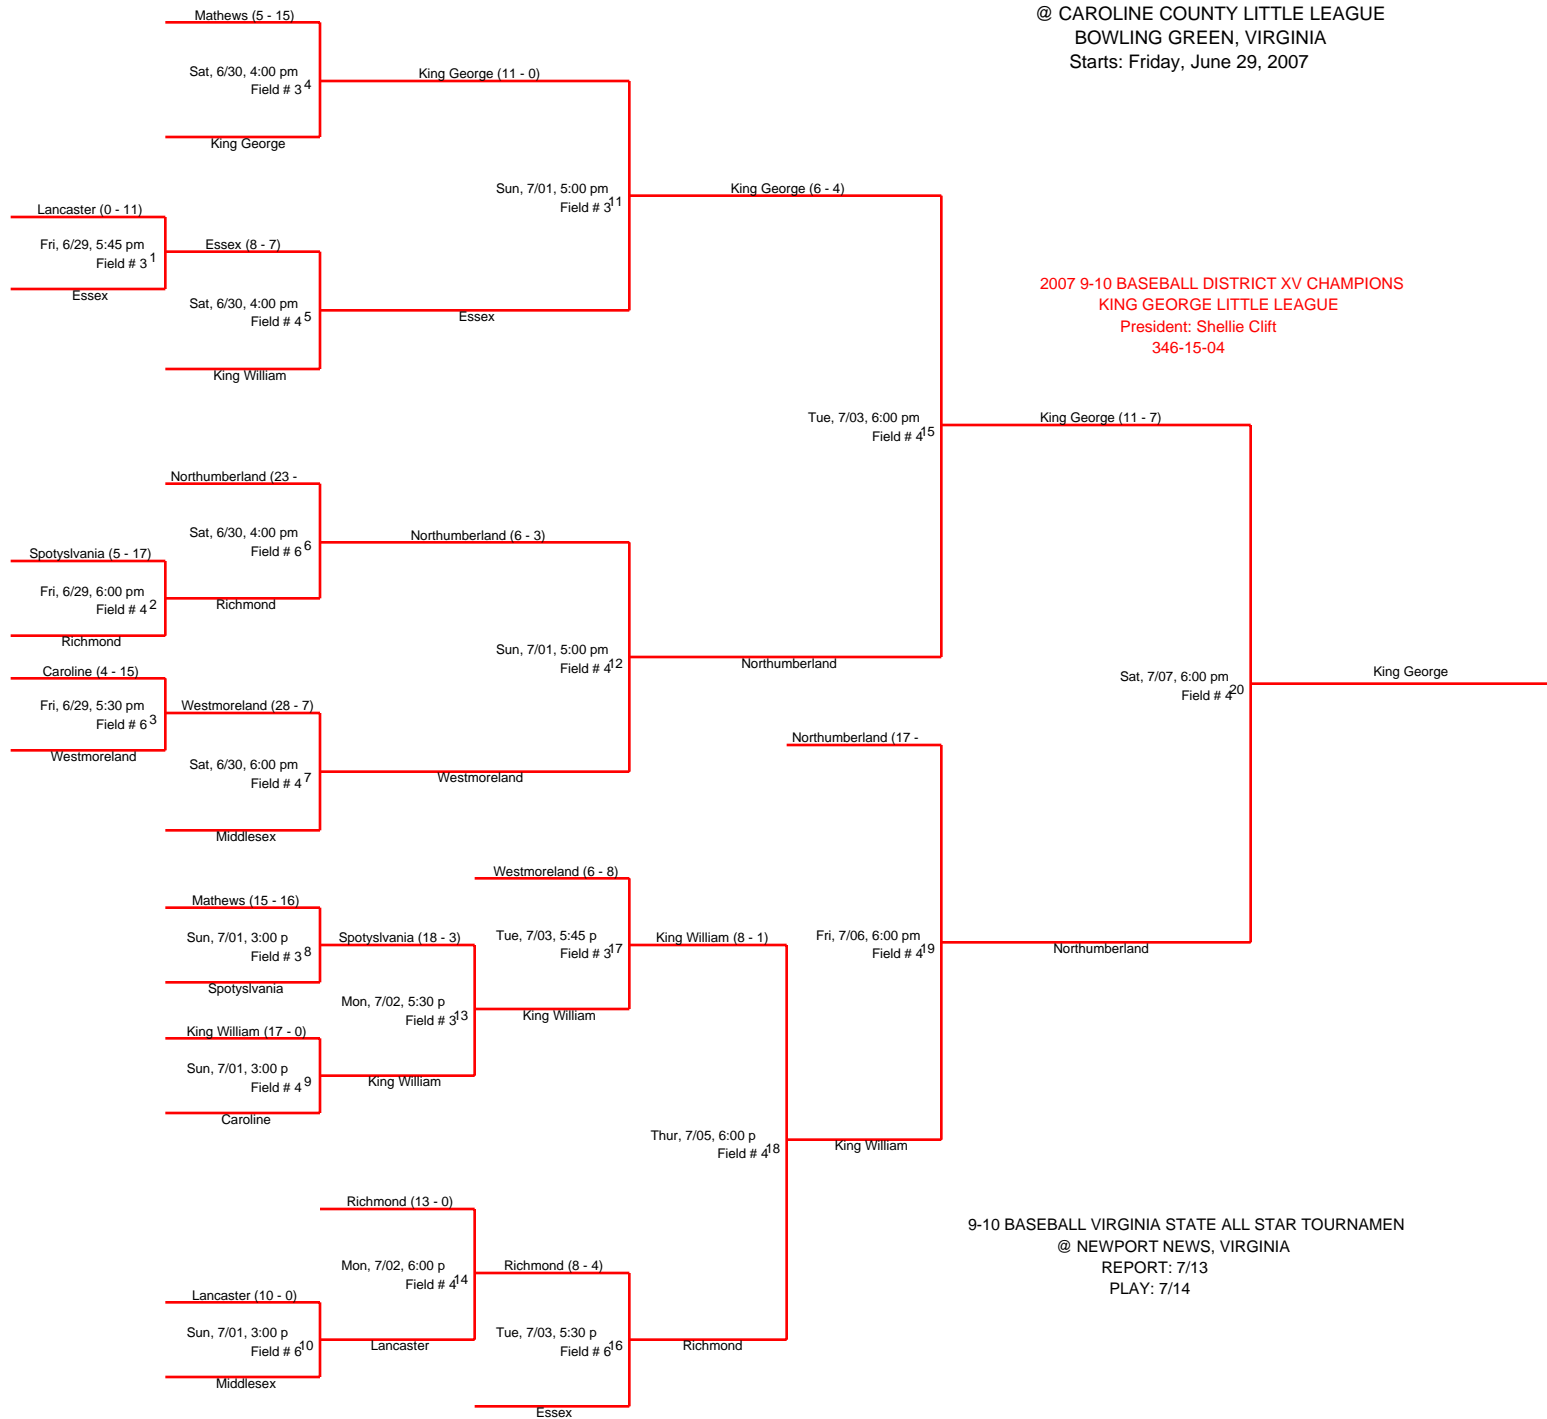 @ CAROLINE COUNTY LITTLE LEAGUE
BOWLING GREEN, VIRGINIA
Starts: Friday, June 29, 2007
Mathews (5 - 15)
Sat, 6/30, 4:00 pm
Field # 3 4
King George (11 - 0)
King George
Sun, 7/01, 5:00 pm
Field # 3 11
King George (6 - 4)
Lancaster (0 - 11)
Fri, 6/29, 5:45 pm
Field # 3 1
Essex
Essex (8 - 7)
Sat, 6/30, 4:00 pm
Field # 4 5
Essex
King William
2007 9-10 BASEBALL DISTRICT XV CHAMPIONS
KING GEORGE LITTLE LEAGUE
President: Shellie Clift
346-15-04
Tue, 7/03, 6:00 pm
Field # 4 15
King George (11 - 7)
Northumberland (23 -
Sat, 6/30, 4:00 pm
Field # 6 6
Northumberland (6 - 3)
Spotyslvania (5 - 17)
Fri, 6/29, 6:00 pm
Field # 4 2
Richmond
Richmond
Sun, 7/01, 5:00 pm
Field # 4 12
Northumberland
Caroline (4 - 15)
Fri, 6/29, 5:30 pm
Field # 6 3
Westmoreland
Westmoreland (28 - 7)
Sat, 6/30, 6:00 pm
Field # 4 7
Westmoreland
Middlesex
Sat, 7/07, 6:00 pm
Field # 4 20
King George
Northumberland (17 -
Fri, 7/06, 6:00 pm
Field # 4 19
Northumberland
Westmoreland (6 - 8)
Tue, 7/03, 5:45 p
Field # 3 17
King William (8 - 1)
Mathews (15 - 16)
Sun, 7/01, 3:00 p
Field # 3 8
Spotyslvania
Spotyslvania (18 - 3)
Mon, 7/02, 5:30 p
Field # 3 13
King William
King William (17 - 0)
Sun, 7/01, 3:00 p
Field # 4 9
King William
Caroline
Thur, 7/05, 6:00 p
Field # 4 18
King William
Richmond (13 - 0)
Mon, 7/02, 6:00 p
Field # 4 14
Richmond (8 - 4)
Lancaster (10 - 0)
Sun, 7/01, 3:00 p
Field # 6 10
Lancaster
Middlesex
Tue, 7/03, 5:30 p
Field # 6 16
Richmond
Essex
9-10 BASEBALL VIRGINIA STATE ALL STAR TOURNAMEN
@ NEWPORT NEWS, VIRGINIA
REPORT: 7/13
PLAY: 7/14